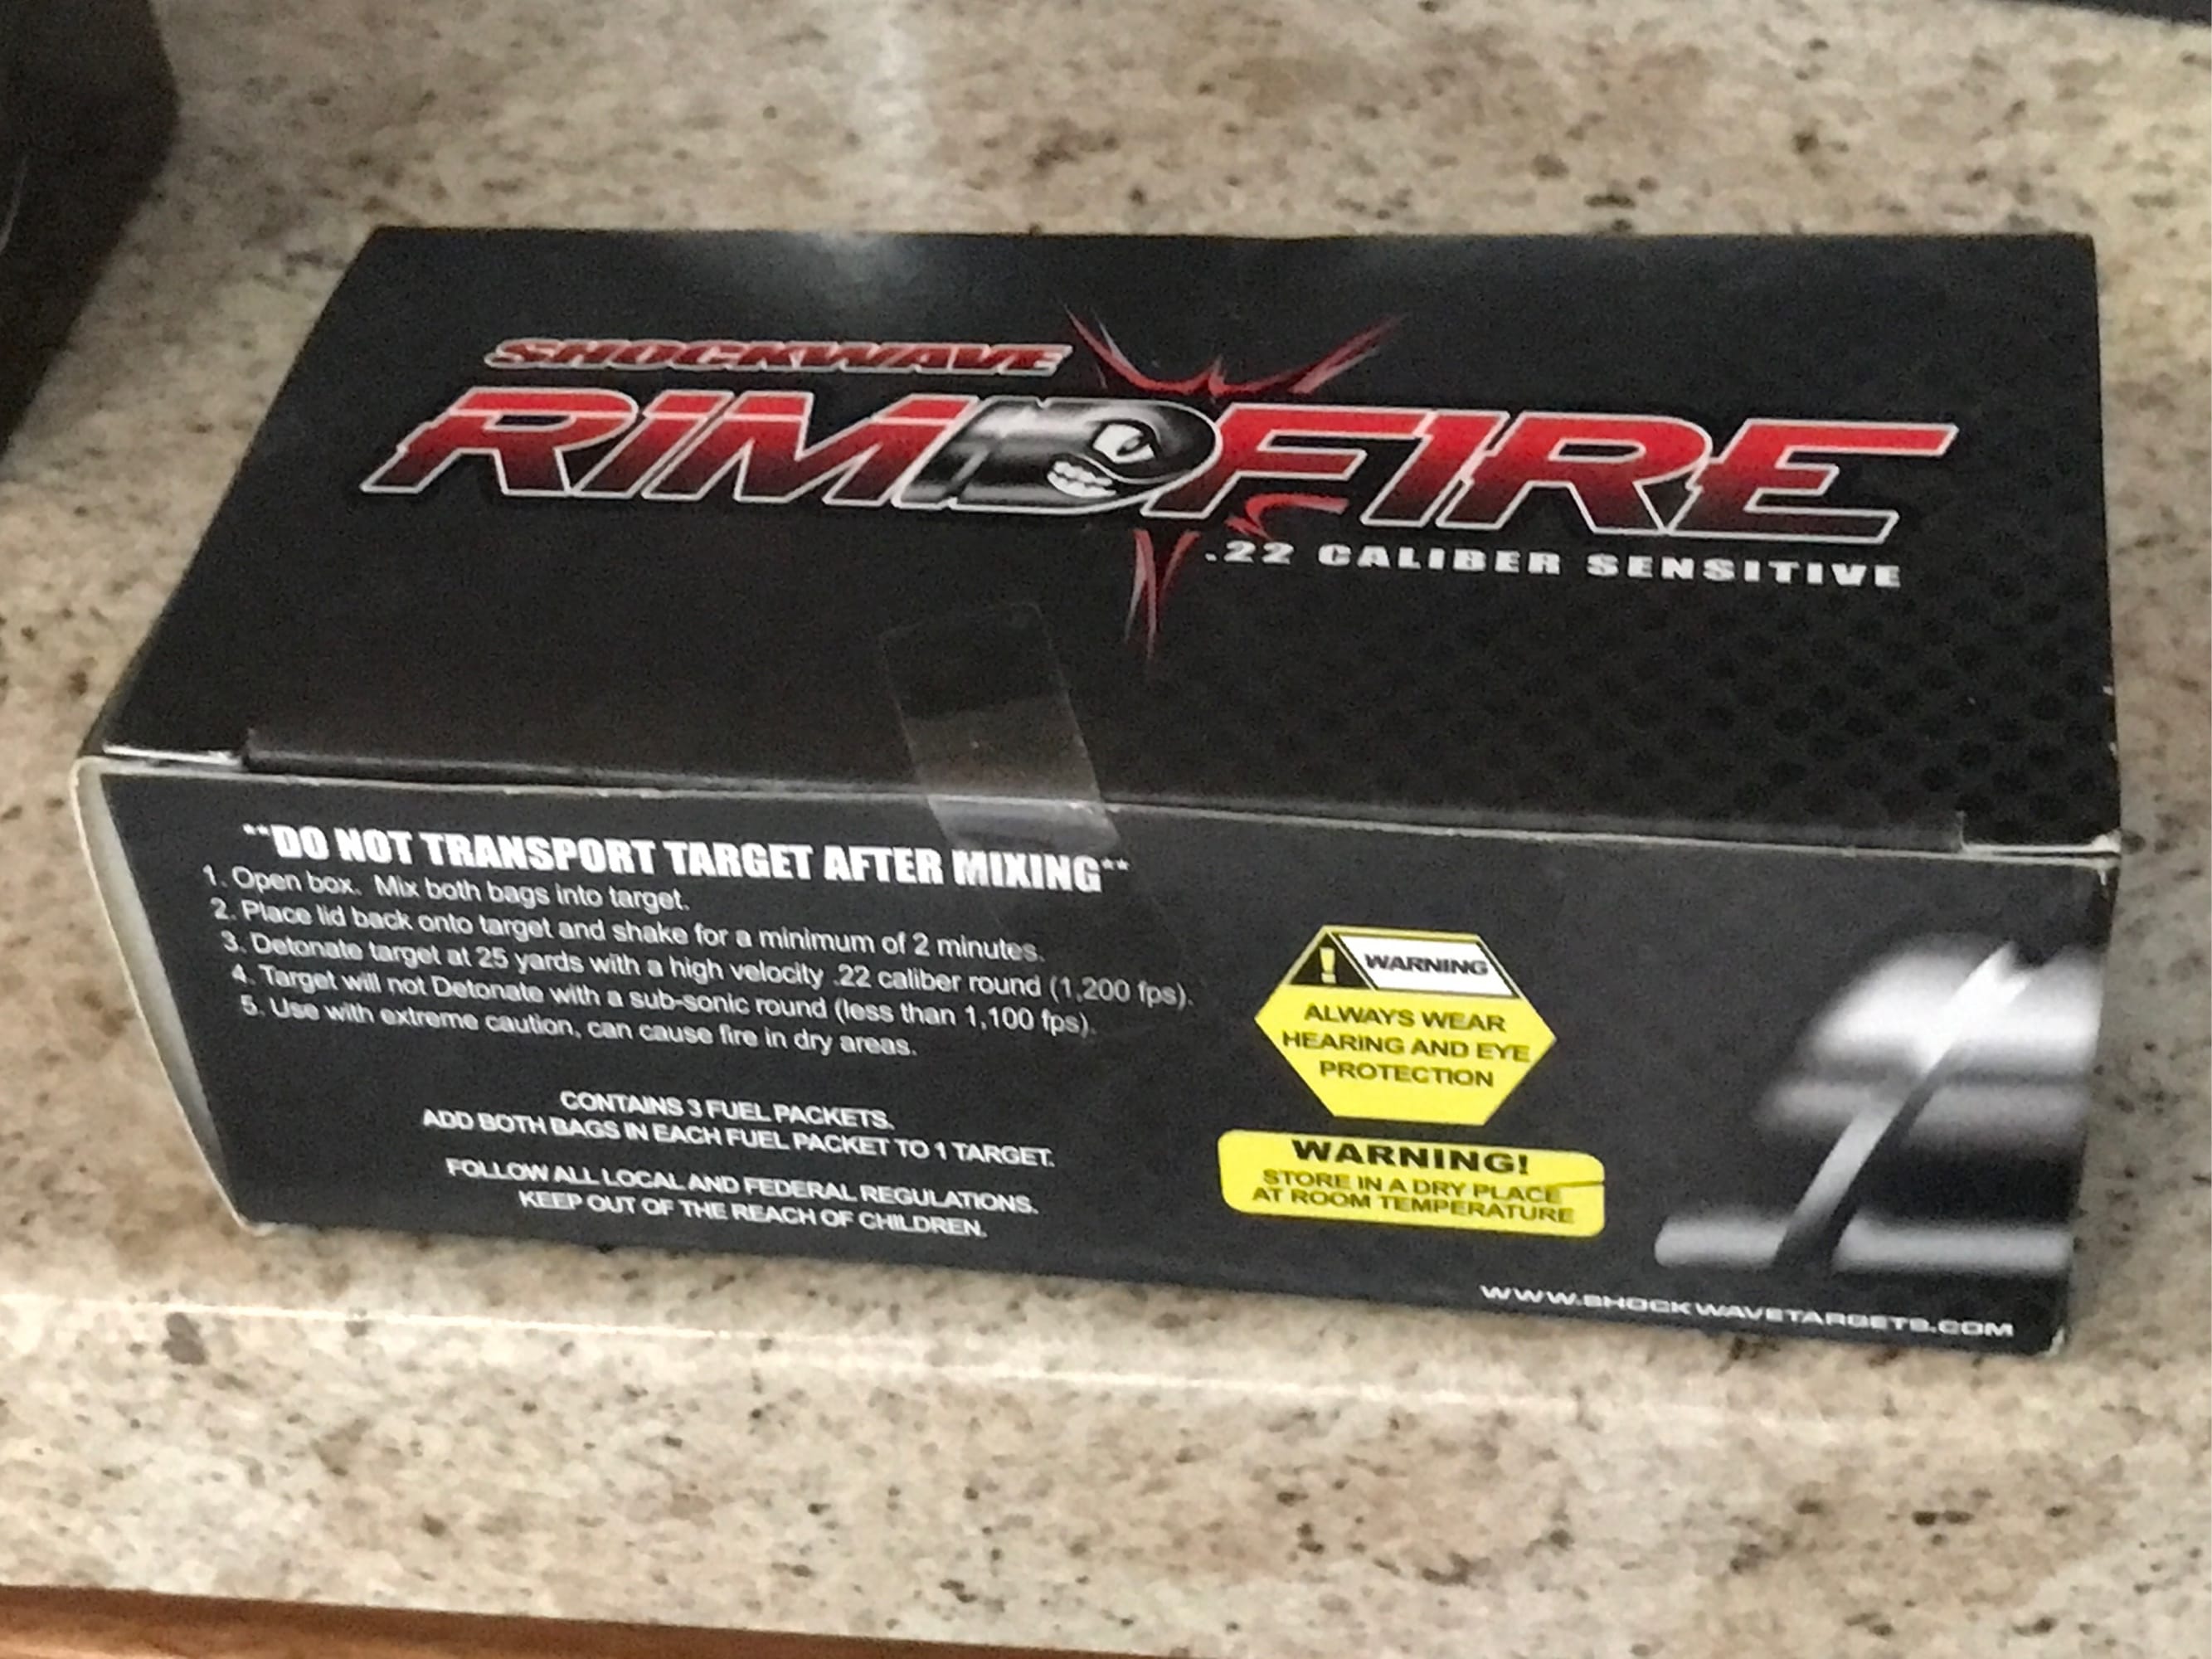 SHOCKWAVE
RIMFIRE
.22 CALIBER SENSITIVE
**DO NOT TRANSPORT TARGET AFTER MIXING**
1. Open box. Mix both bags into target.
2. Place lid back onto target and shake for a minimum of 2 minutes.
3. Detonate target at 25 yards with a high velocity .22 caliber round (1,200 fps).
4. Target will not Detonate with a sub-sonic round (less than 1,100 fps).
5. Use with extreme caution, can cause fire in dry areas.
CONTAINS 3 FUEL PACKETS.
ADD BOTH BAGS IN EACH FUEL PACKET TO 1 TARGET.
FOLLOW ALL LOCAL AND FEDERAL REGULATIONS.
KEEP OUT OF THE REACH OF CHILDREN.
! WARNING
ALWAYS WEAR
HEARING AND EYE
PROTECTION
WARNING!
STORE IN A DRY PLACE
AT ROOM TEMPERATURE
WWW.SHOCKWAVETARGETS.COM